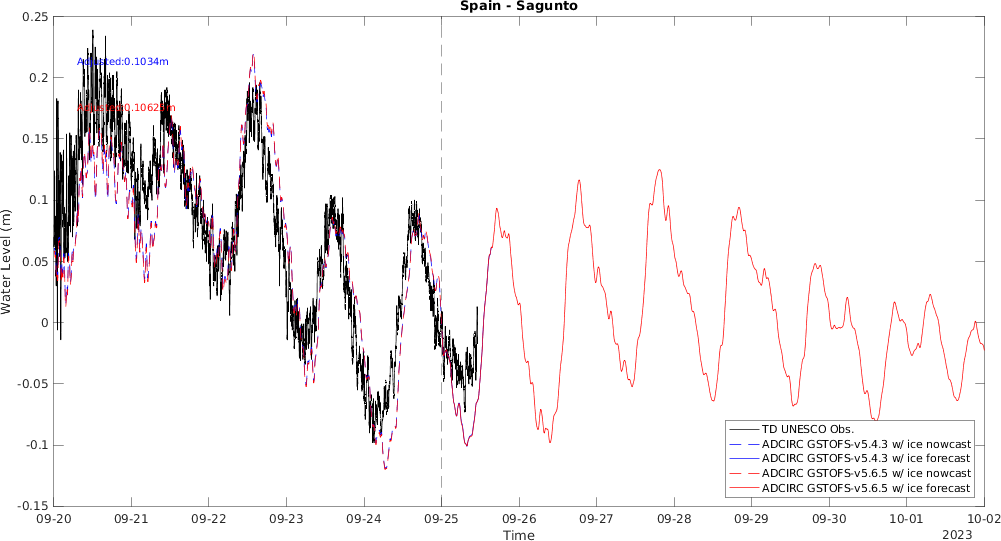 Spain - Sagunto
0.25
0.2
0.15
0.1
0.05
0
-0.05
-0.1
-0.15
Water Level (m)
Adjusted:0.1034m
09-20
09-21
09-22
09-23
09-24
09-25
09-26
09-27
09-28
09-29
09-30
10-01
10-02
Time
2023
TD UNESCO Obs.
ADCIRC GSTOFS-v5.4.3 w/ ice nowcast
ADCIRC GSTOFS-v5.4.3 w/ ice forecast
ADCIRC GSTOFS-v5.6.5 w/ ice nowcast
ADCIRC GSTOFS-v5.6.5 w/ ice forecast